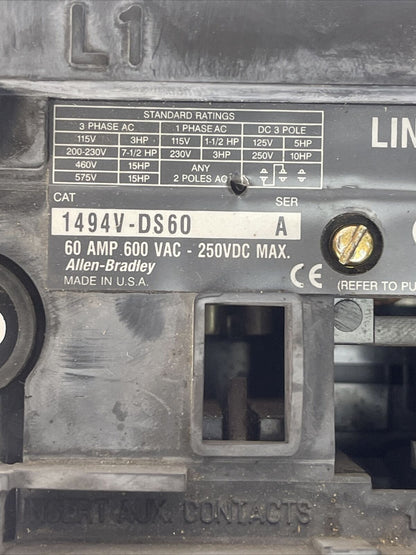 L1
STANDARD RATINGS
3 PHASE AC 1 PHASE AC DC 3 POLE
115V 3HP 115V 1-1/2 HP 125V 5HP
200-230V 7-1/2 HP 230V 3HP 250V 10HP
460V 15HP ANY
575V 15HP 2 POLES AC
LIN
CAT SER
1494V-DS60 A
60 AMP 600 VAC - 250VDC MAX.
Allen-Bradley
MADE IN U.S.A. CE
(REFER TO PU
INSERT AUX. CONTACTS